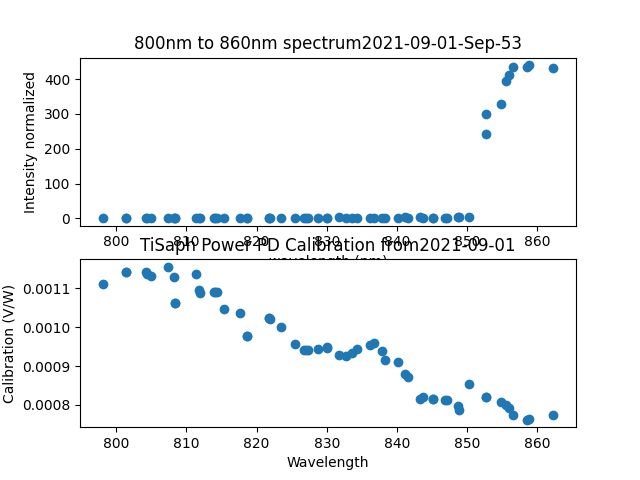 800nm to 860nm spectrum2021-09-01-Sep-53
Intensity normalized
400
300
200
100
0
800 810 820 830 840 850 860
wavelength (nm)
TiSaph Power PD Calibration from2021-09-01
Calibration (V/W)
0.0011
0.0010
0.0009
0.0008
800 810 820 830 840 850 860
Wavelength